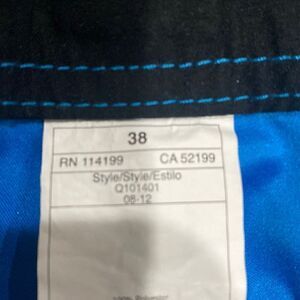 38
RN 114199 CA 52199
Style/Style/Estilo
Q101401
08-12